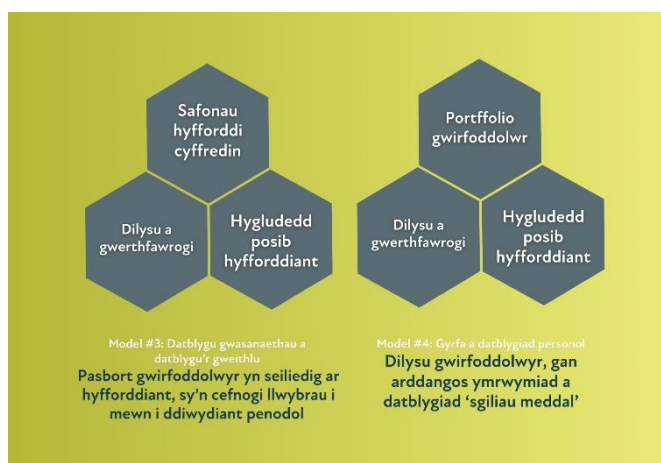 Safonau
hyfforddi
cyffredin
Dilysu a
gwerthfawrogi
Hygludedd
posib
hyfforddiant
Model #3: Datblygu gwasanaethau a
datblygu'r gweithlu
Pasbort gwirfoddolwyr yn seiliedig ar
hyfforddiant, sy'n cefnogi llwybrau i
mewn i ddiwydiant penodol
Portffolio
gwirfoddolwr
Dilysu a
gwerthfawrogi
Hygludedd
posib
hyfforddiant
Model #4: Gyrfa a datblygiad personol
Dilysu gwirfoddolwyr, gan
arddangos ymrwymiad a
datblygiad ‘sgiliau meddal’